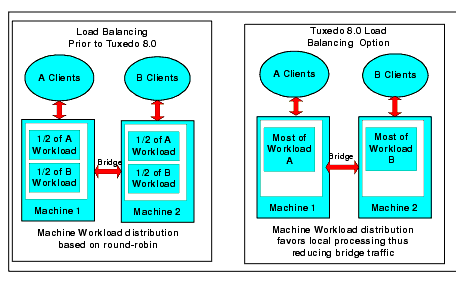 Load Balancing
Prior to Tuxedo 8.0
A Clients
B Clients
1/2 of A
Workload
1/2 of B
Workload
Machine 1
Bridge
1/2 of A
Workload
1/2 of B
Workload
Machine 2
Machine Workload distribution
based on round-robin
Tuxedo 8.0 Load
Balancing Option
A Clients
B Clients
Most of
Workload
A
Machine 1
Bridge
Most of
Workload
B
Machine 2
Machine Workload distribution
favors local processing thus
reducing bridge traffic